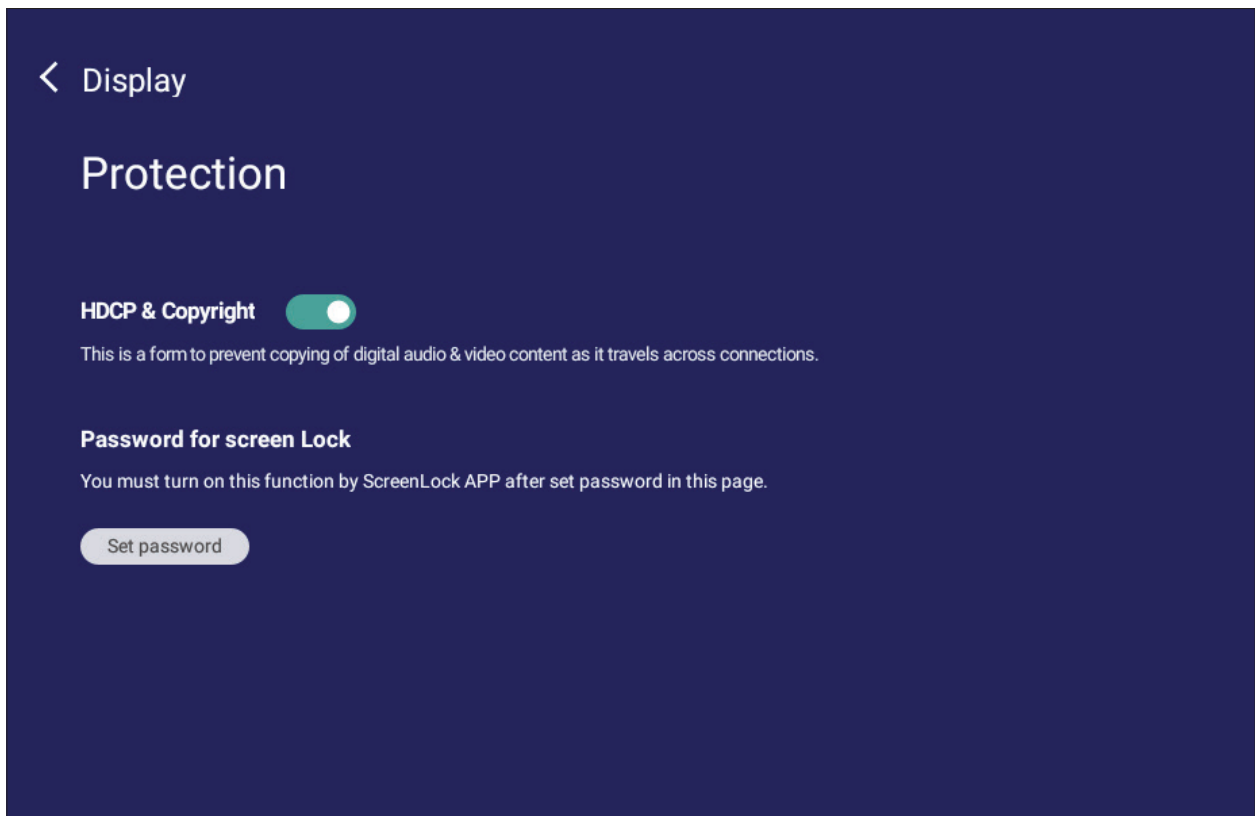 Display
Protection
HDCP & Copyright
This is a form to prevent copying of digital audio & video content as it travels across connections.
Password for screen Lock
You must turn on this function by ScreenLock APP after set password in this page.
Set password